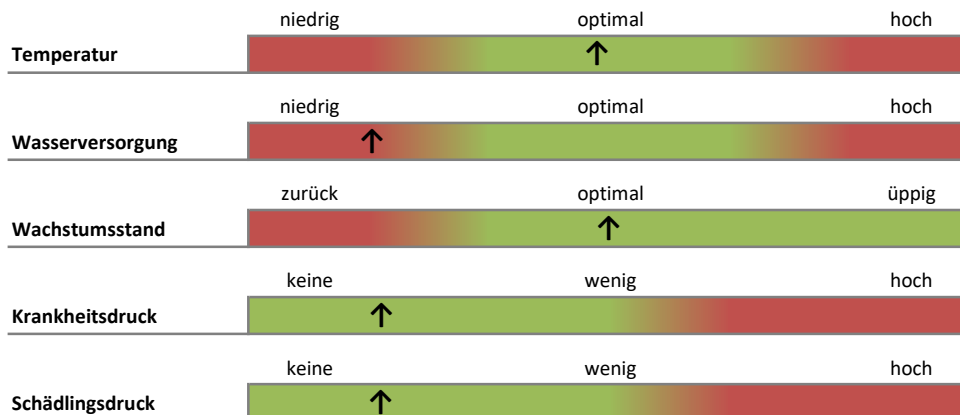 niedrig optimal hoch
Temperatur
niedrig optimal hoch
Wasserversorgung
zurück optimal üppig
Wachstumsstand
keine wenig hoch
Krankheitsdruck
keine wenig hoch
Schädlingsdruck